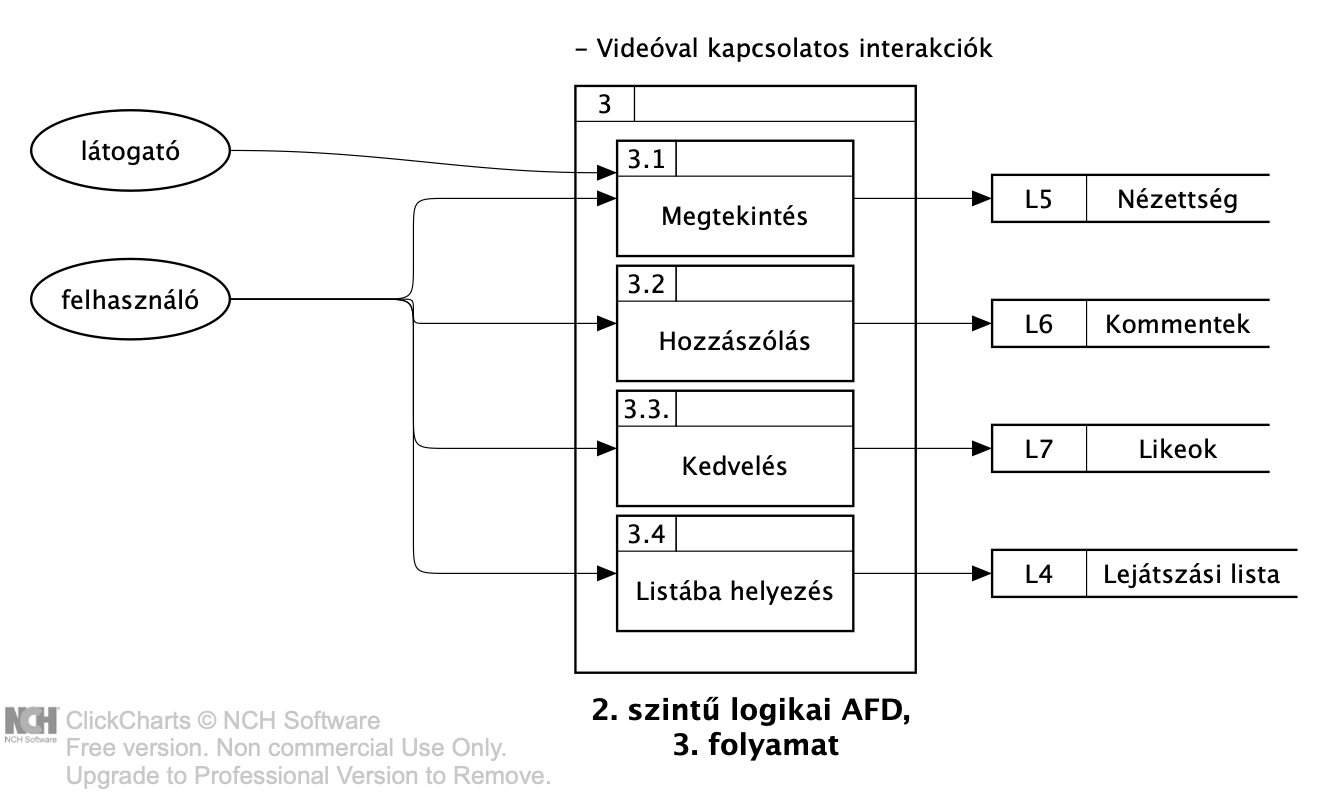 – Videóval kapcsolatos interakciók
3
látogató
3.1
Megtekintés
L5 Nézettség
felhasználó
3.2
Hozzászólás
L6 Kommentek
3.3.
Kedvelés
L7 Likeok
3.4
Listába helyezés
L4 Lejátszási lista
2. szintű logikai AFD,
3. folyamat
NCH
NCH Software
ClickCharts © NCH Software
Free version. Non commercial Use Only.
Upgrade to Professional Version to Remove.